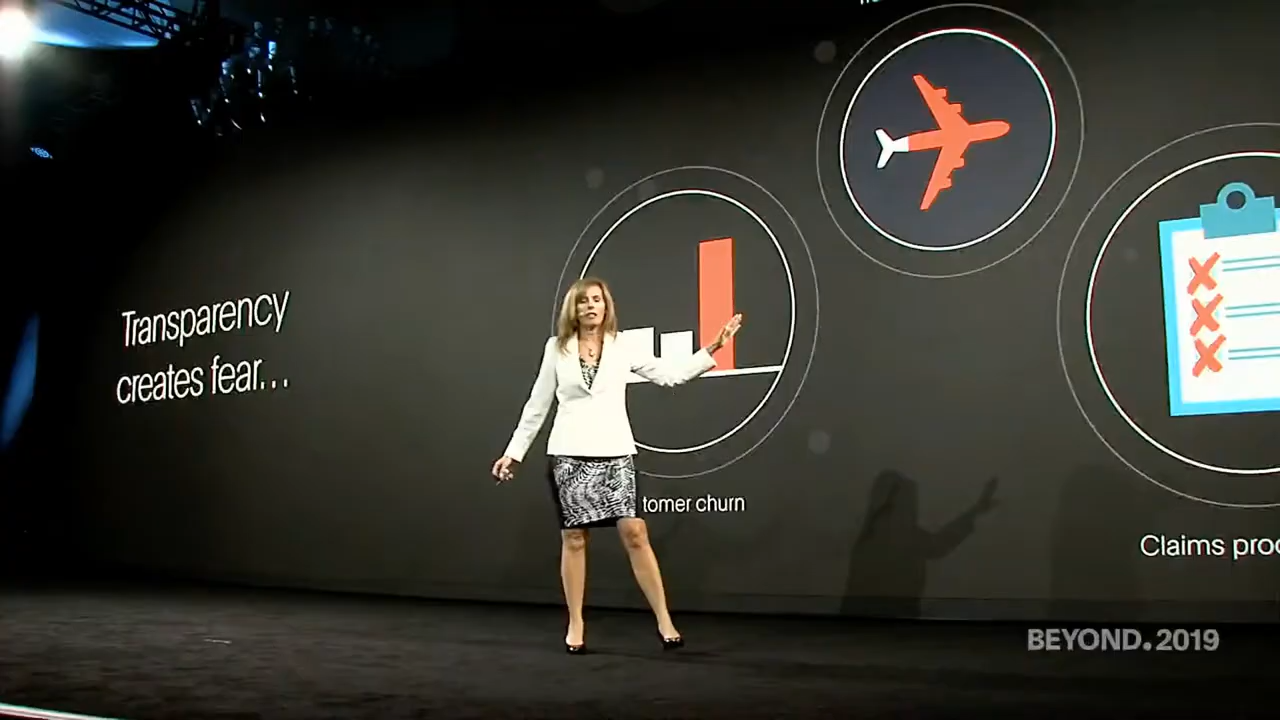 Transparency
creates fear...
tomer churn
Claims proc
BEYOND.2019